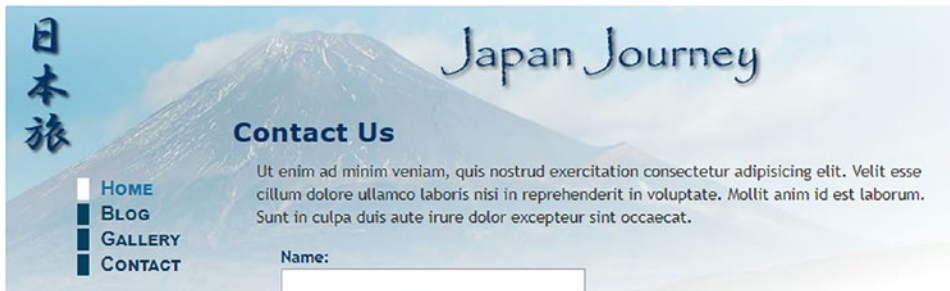 日本旅
Japan Journey
Contact Us
Ut enim ad minim veniam, quis nostrud exercitation consectetur adipisicing elit. Velit esse
cillum dolore ullamco laboris nisi in reprehenderit in voluptate. Mollit anim id est laborum.
Sunt in culpa duis aute irure dolor excepteur sint occaecat.
HOME
BLOG
GALLERY
CONTACT
Name: